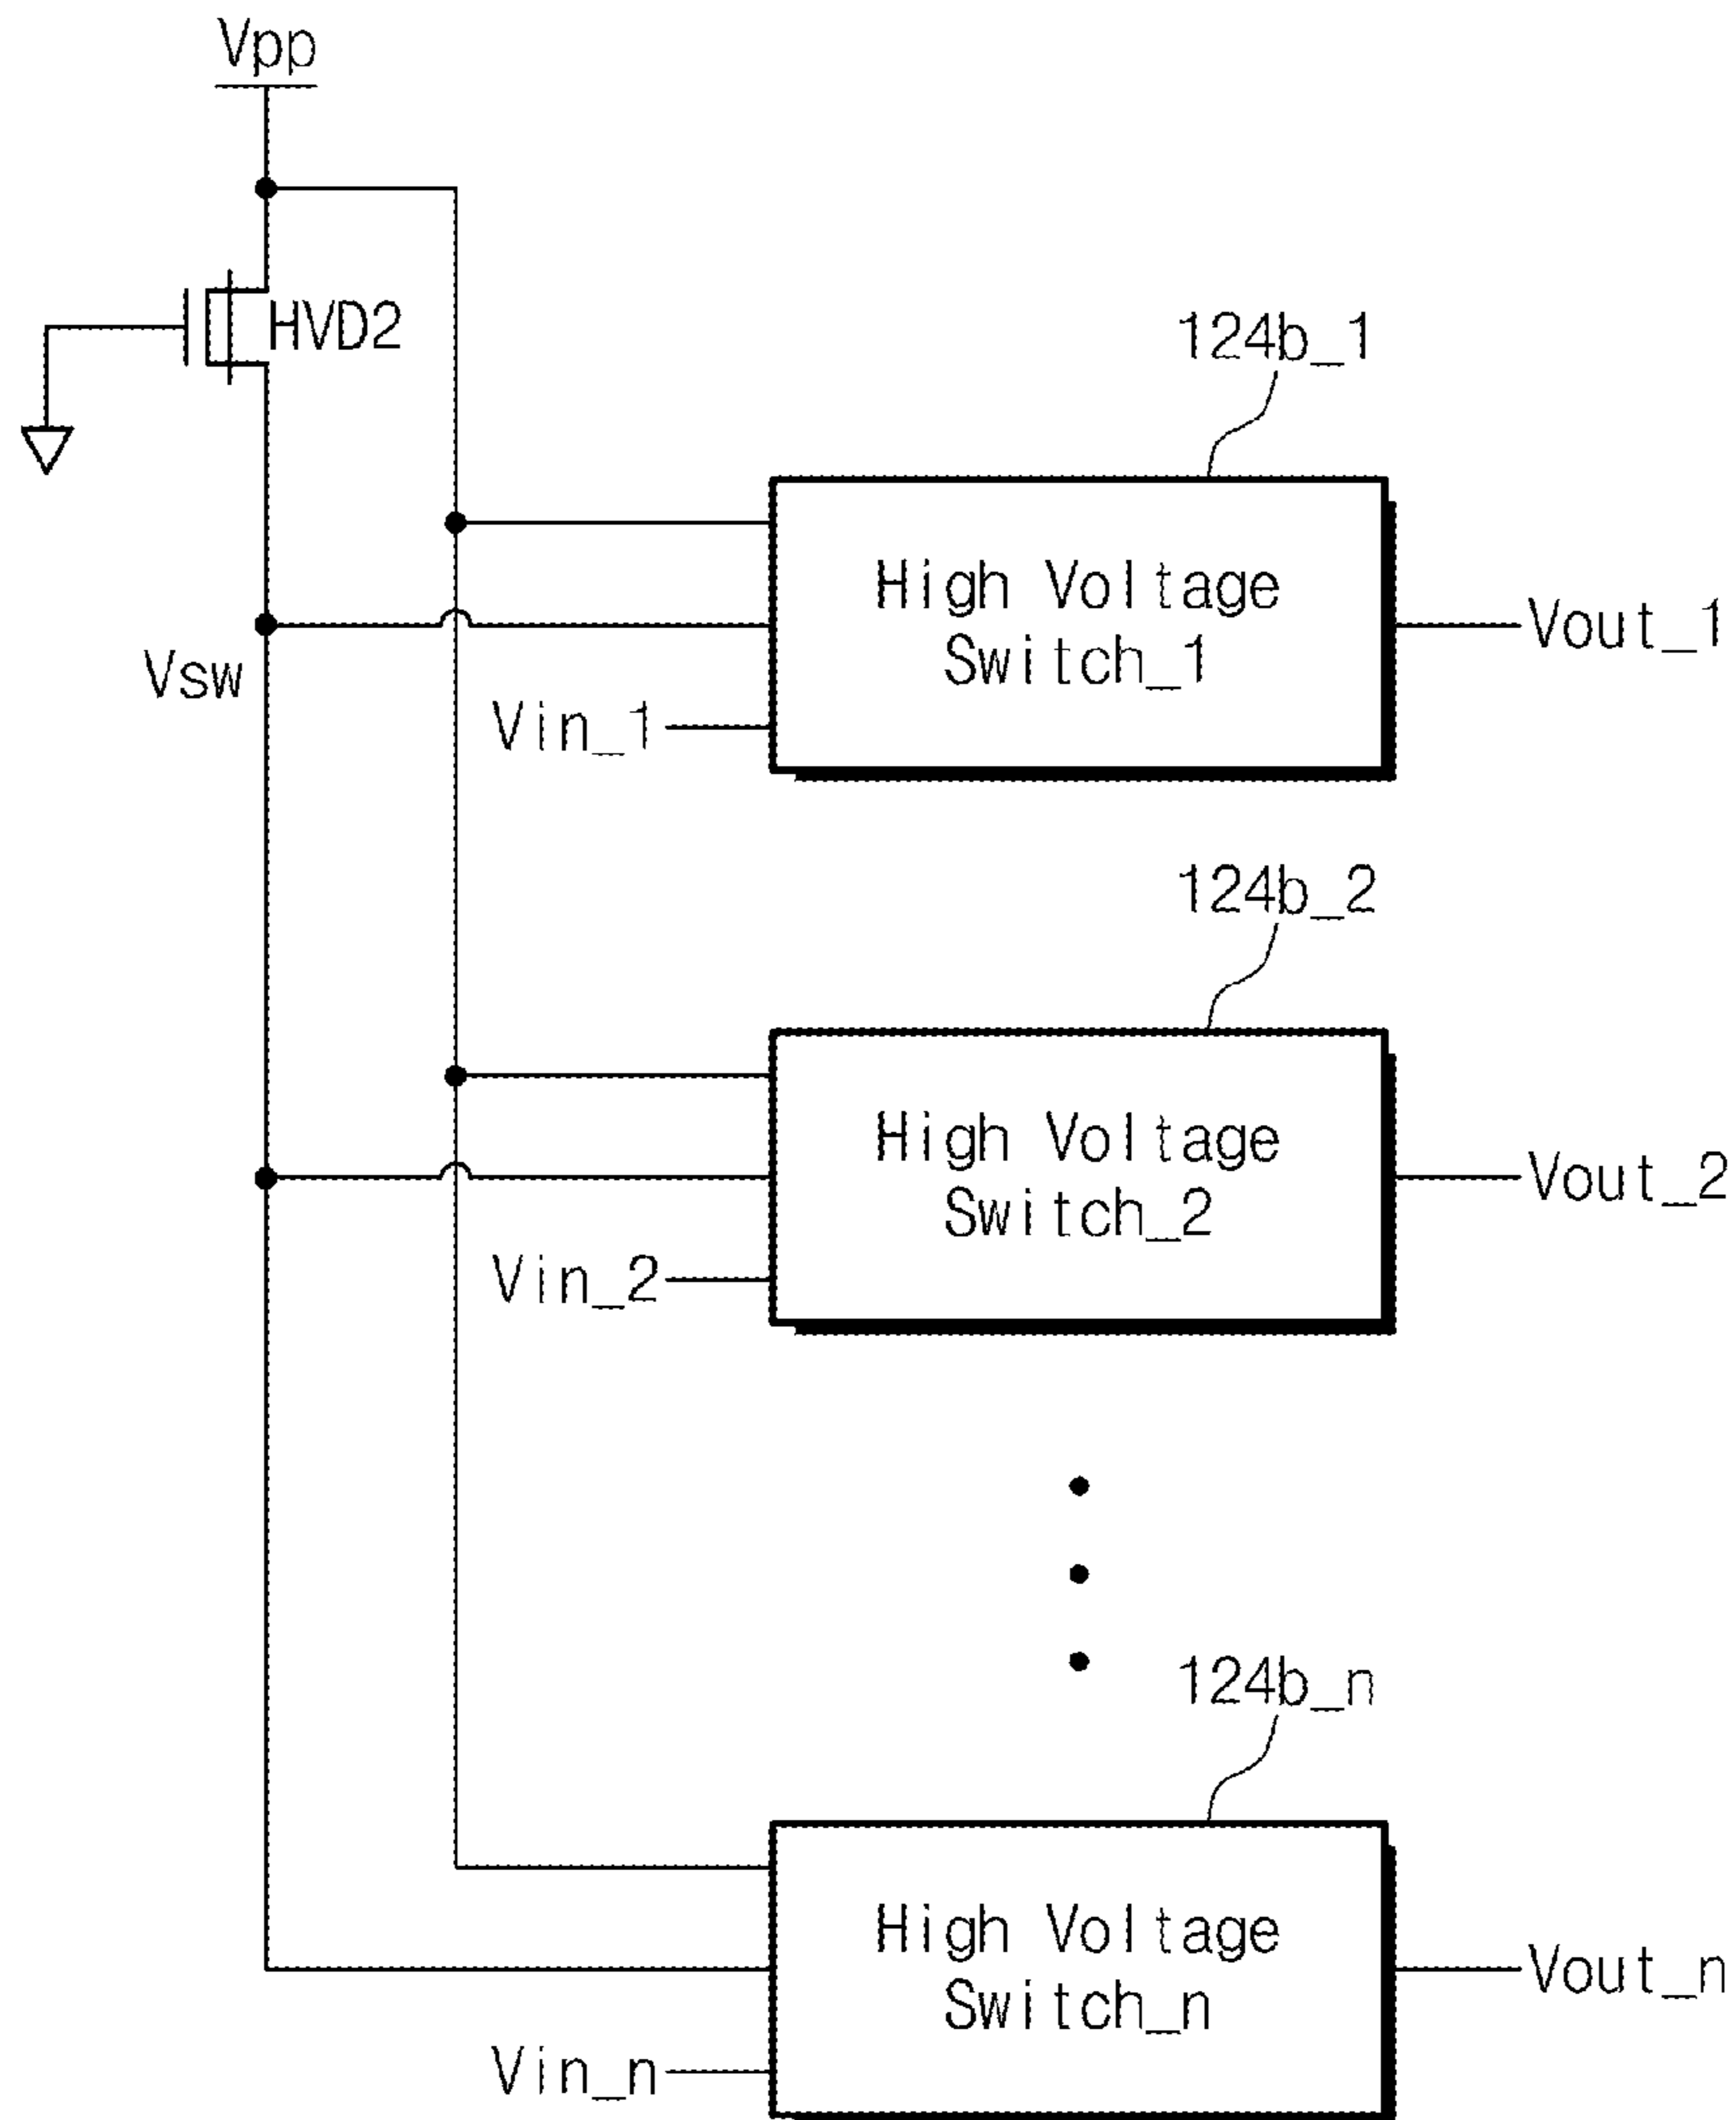 Vpp
HVD2
124b_1
High Voltage
Switch_1
Vout_1
Vsw
Vin_1
124b_2
High Voltage
Switch_2
Vout_2
Vin_2
124b_n
High Voltage
Switch_n
Vout_n
Vin_n